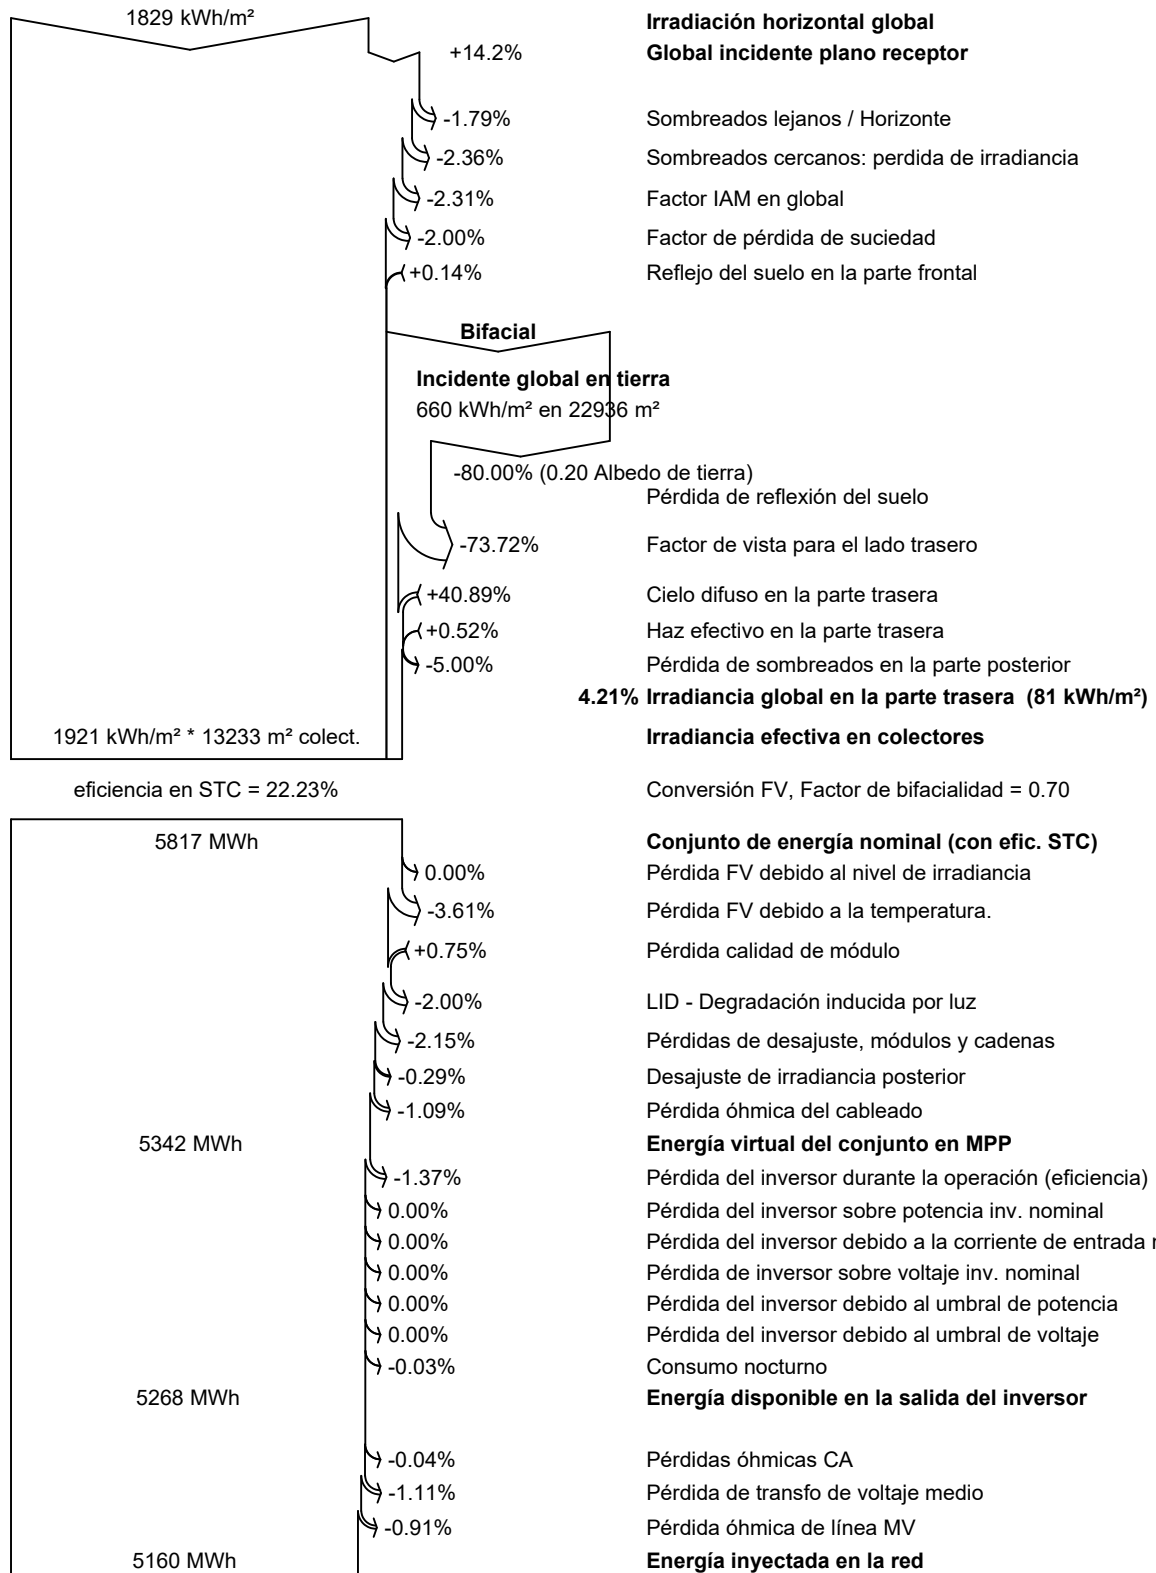 1829 kWh/m² Irradiación horizontal global
+14.2% Global incidente plano receptor
-1.79% Sombreados lejanos / Horizonte
-2.36% Sombreados cercanos: perdida de irradiancia
-2.31% Factor IAM en global
-2.00% Factor de pérdida de suciedad
+0.14% Reflejo del suelo en la parte frontal
Bifacial
Incidente global en tierra
660 kWh/m² en 22936 m²
-80.00% (0.20 Albedo de tierra)
Pérdida de reflexión del suelo
-73.72% Factor de vista para el lado trasero
+40.89% Cielo difuso en la parte trasera
+0.52% Haz efectivo en la parte trasera
-5.00% Pérdida de sombreados en la parte posterior
4.21% Irradiancia global en la parte trasera (81 kWh/m²)
1921 kWh/m² * 13233 m² colect. Irradiancia efectiva en colectores
eficiencia en STC = 22.23% Conversión FV, Factor de bifacialidad = 0.70
5817 MWh Conjunto de energía nominal (con efic. STC)
0.00% Pérdida FV debido al nivel de irradiancia
-3.61% Pérdida FV debido a la temperatura.
+0.75% Pérdida calidad de módulo
-2.00% LID - Degradación inducida por luz
-2.15% Pérdidas de desajuste, módulos y cadenas
-0.29% Desajuste de irradiancia posterior
-1.09% Pérdida óhmica del cableado
5342 MWh Energía virtual del conjunto en MPP
-1.37% Pérdida del inversor durante la operación (eficiencia)
0.00% Pérdida del inversor sobre potencia inv. nominal
0.00% Pérdida del inversor debido a la corriente de entrada
0.00% Pérdida de inversor sobre voltaje inv. nominal
0.00% Pérdida del inversor debido al umbral de potencia
0.00% Pérdida del inversor debido al umbral de voltaje
-0.03% Consumo nocturno
5268 MWh Energía disponible en la salida del inversor
-0.04% Pérdidas óhmicas CA
-1.11% Pérdida de transfo de voltaje medio
-0.91% Pérdida óhmica de línea MV
5160 MWh Energía inyectada en la red